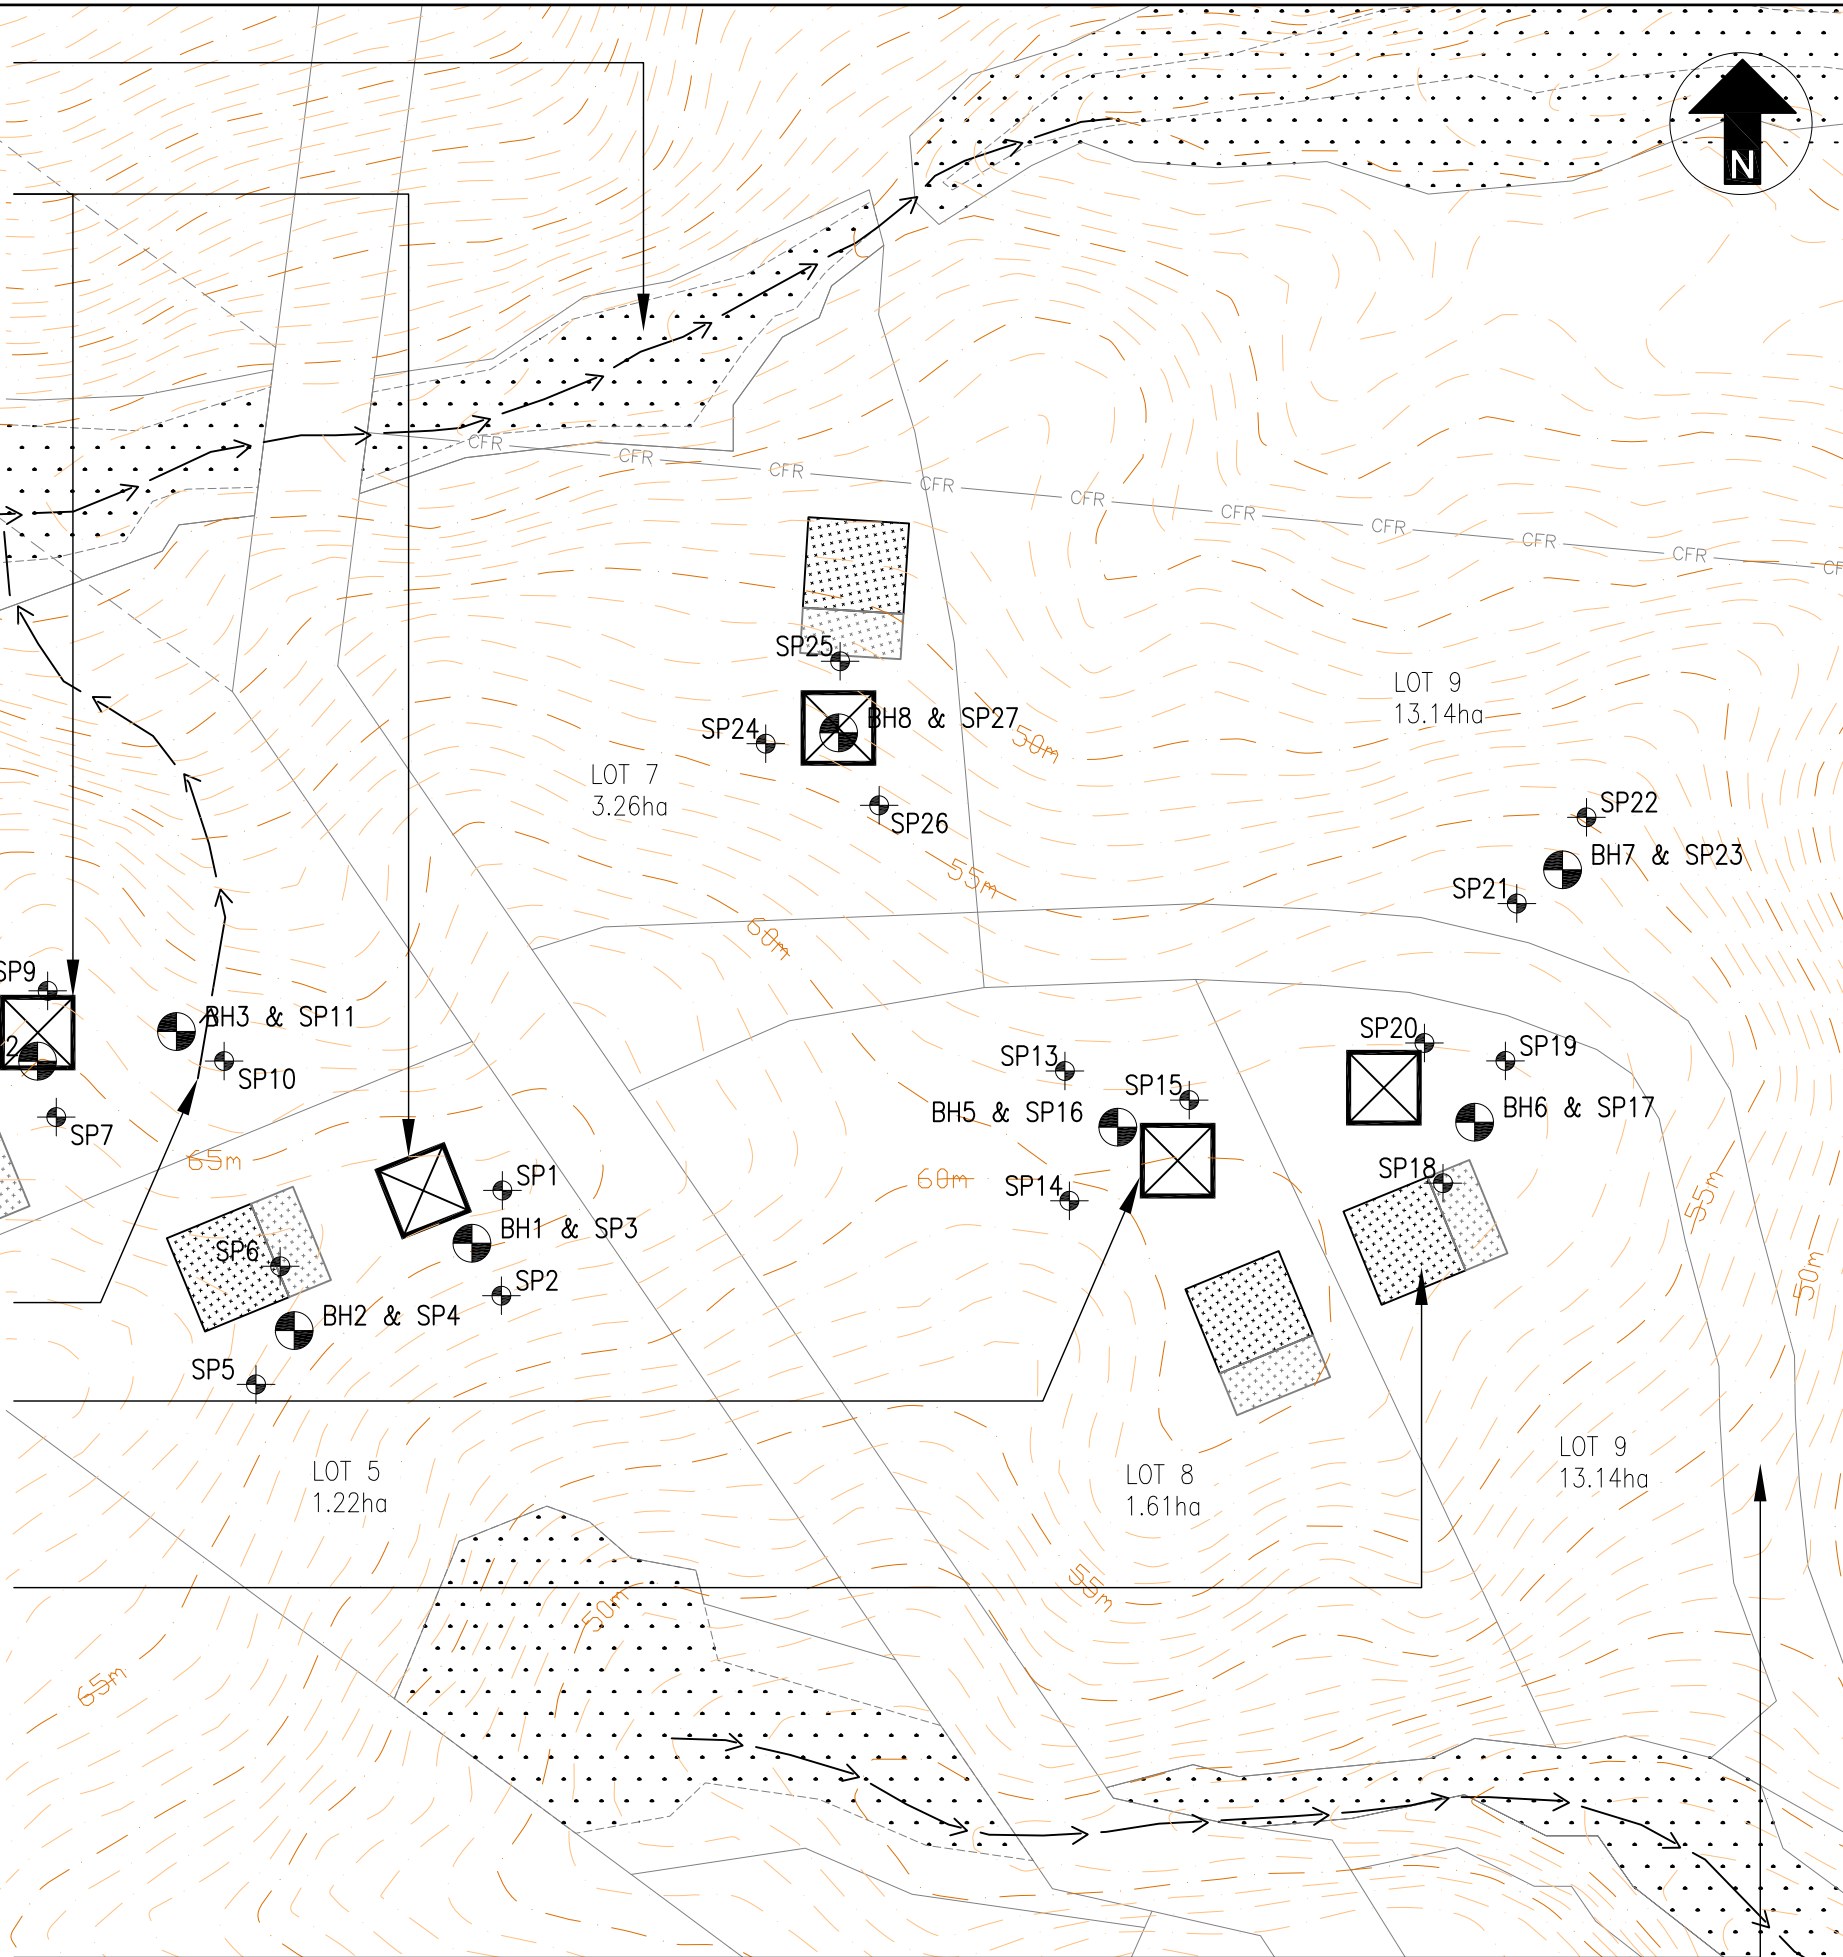 N
CFR
CFR
CFR
CFR
CFR
CFR
CFR
CFR
CFR
SP25
LOT 9
13.14ha
SP24
BH8 & SP27
50m
LOT 7
3.26ha
SP26
SP22
BH7 & SP23
55m
SP21
60m
SP9
BH3 & SP11
SP20
SP19
2
SP10
SP13
SP15
BH5 & SP16
BH6 & SP17
SP7
65m
SP1
60m
SP14
SP18
55m
BH1 & SP3
SP6
SP2
50m
BH2 & SP4
SP5
LOT 5
1.22ha
LOT 8
1.61ha
LOT 9
13.14ha
50m
55m
65m